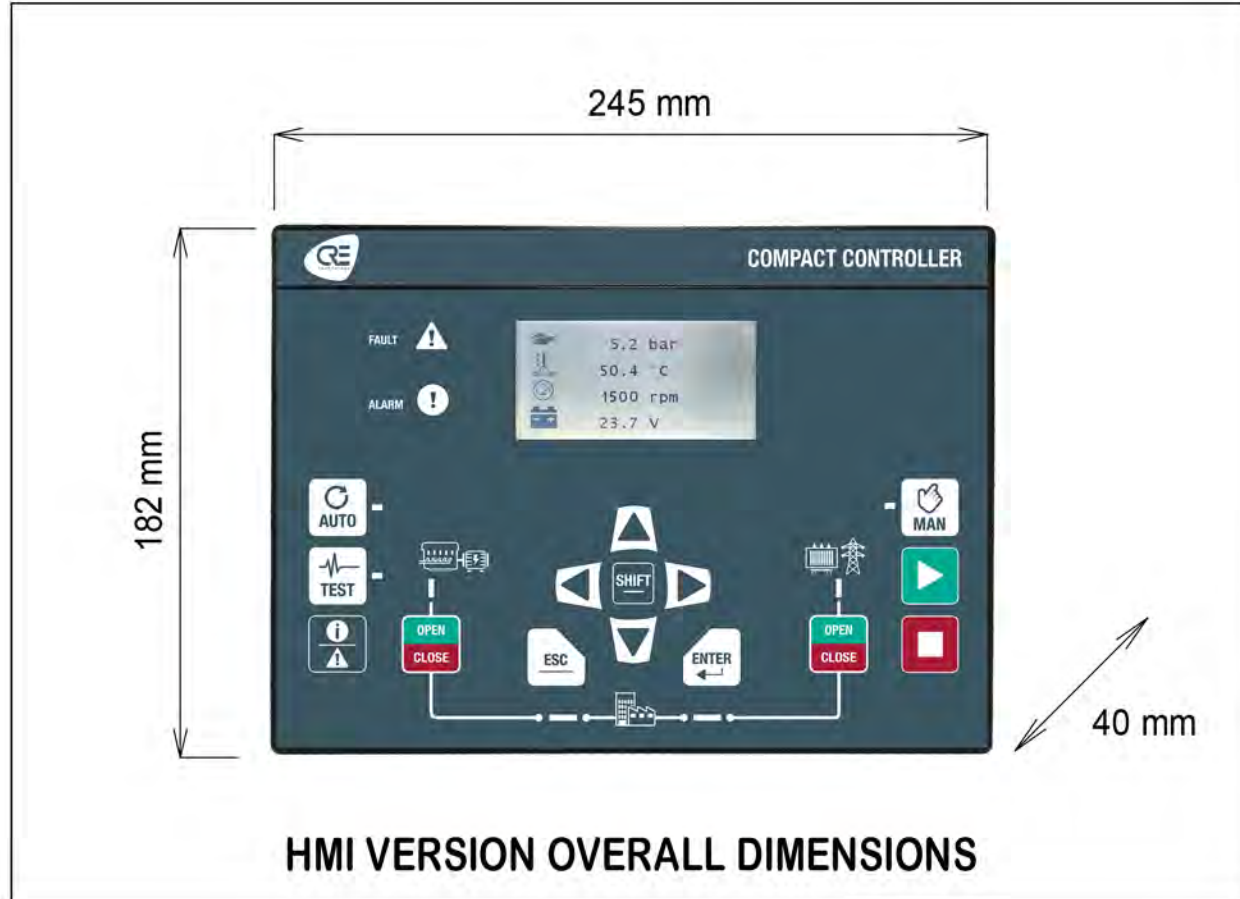 245 mm
182 mm
CRE
COMPACT CONTROLLER
FAULT
ALARM
5.2 bar
50.4 °C
1500 rpm
23.7 V
AUTO
MAN
TEST
SHIFT
OPEN
CLOSE
ESC
ENTER
OPEN
CLOSE
40 mm
HMI VERSION OVERALL DIMENSIONS